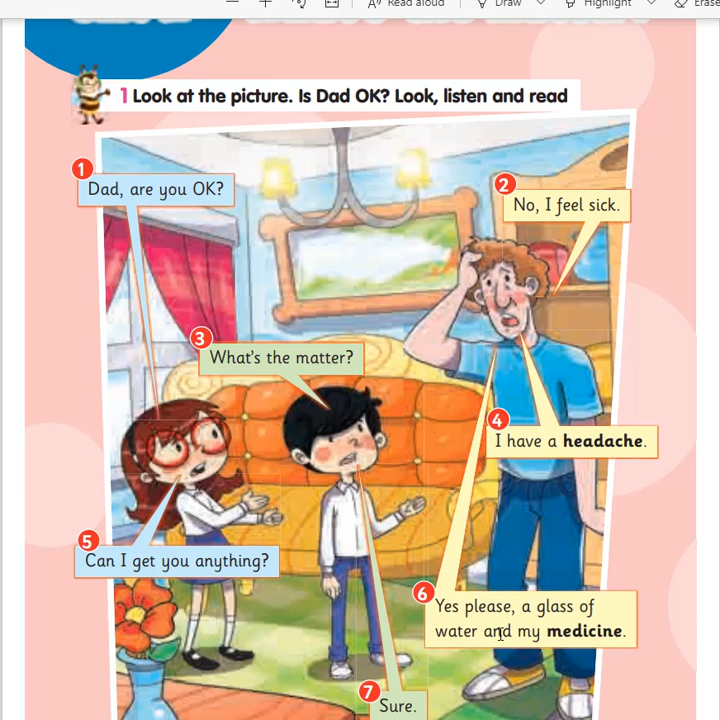 Read aloud
Draw
Highlight
Erase
1 Look at the picture. Is Dad OK? Look, listen and read
1
Dad, are you OK?
2
No, I feel sick.
3
What's the matter?
4
I have a headache.
5
Can I get you anything?
6
Yes please, a glass of
water and my medicine.
7
Sure.